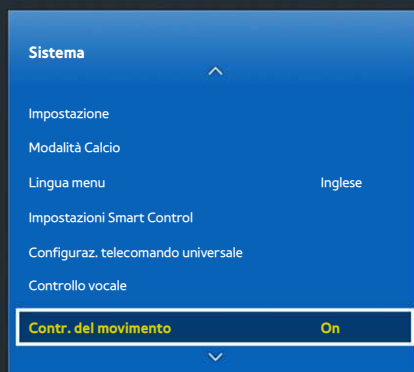 Sistema
Impostazione
Modalità Calcio
Lingua menu Inglese
Impostazioni Smart Control
Configuraz. telecomando universale
Controllo vocale
Contr. del movimento On